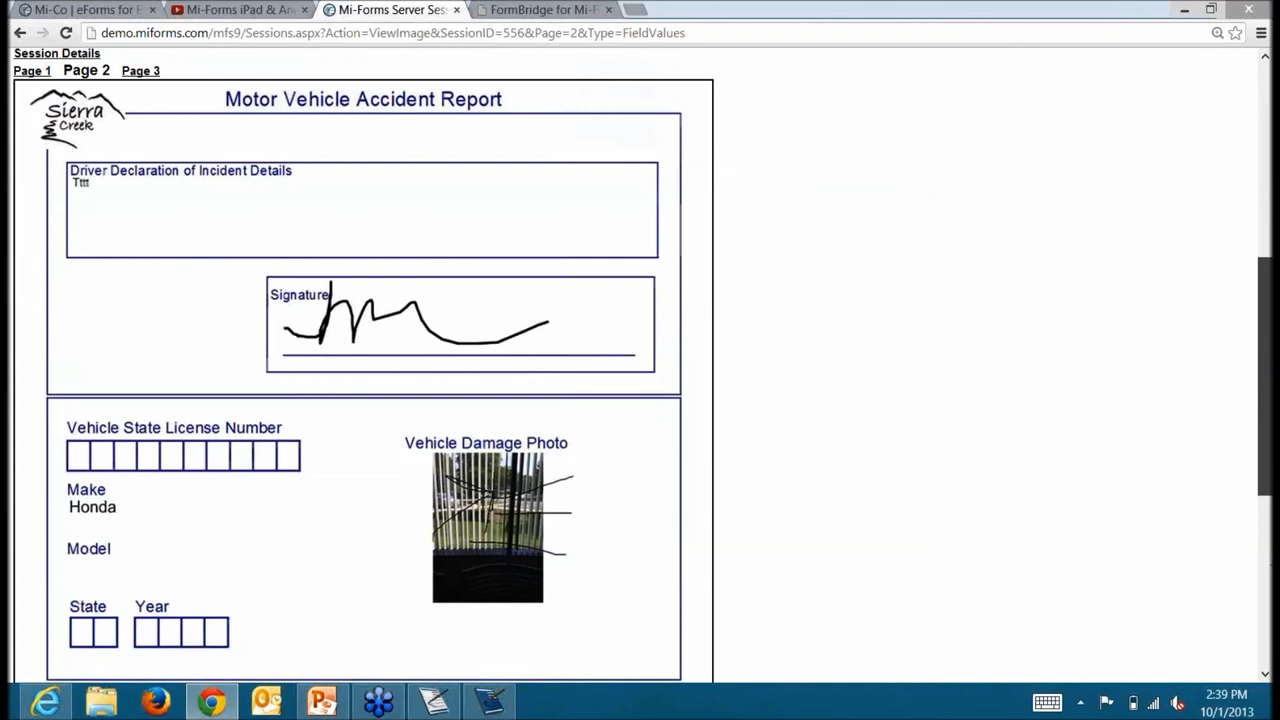 Mi-Co | eForms for E
Mi-Forms iPad & An
Mi-Forms Server Ses
FormBridge for Mi-F
demo.miforms.com/mfs9/Sessions.aspx?Action=ViewImage&SessionID=556&Page=2&Type=FieldValues
Session Details
Page 1 Page 2 Page 3
Sierra Creek
Motor Vehicle Accident Report
Driver Declaration of Incident Details
Tttt
Signature
Vehicle State License Number
Vehicle Damage Photo
Make
Honda
Model
State Year
2:39 PM
10/1/2013